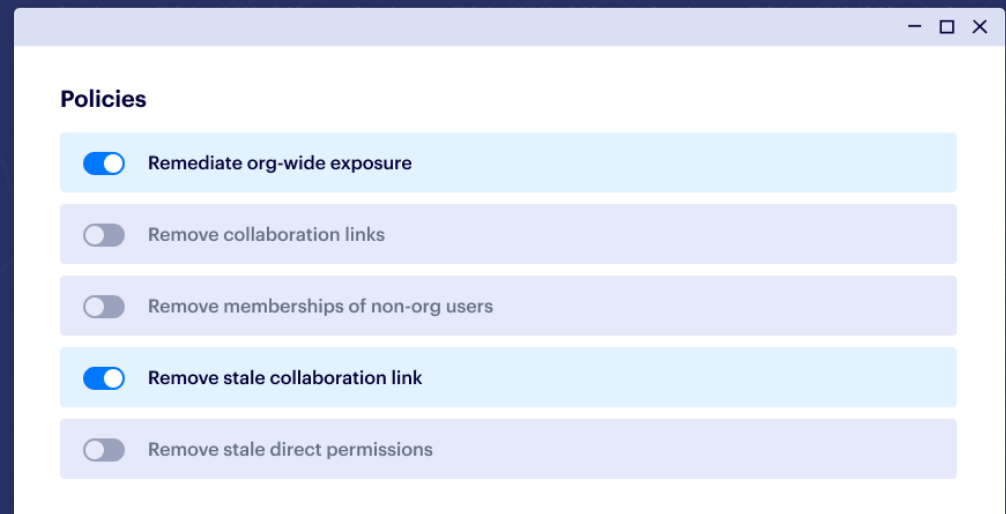 Policies
Remediate org-wide exposure
Remove collaboration links
Remove memberships of non-org users
Remove stale collaboration link
Remove stale direct permissions